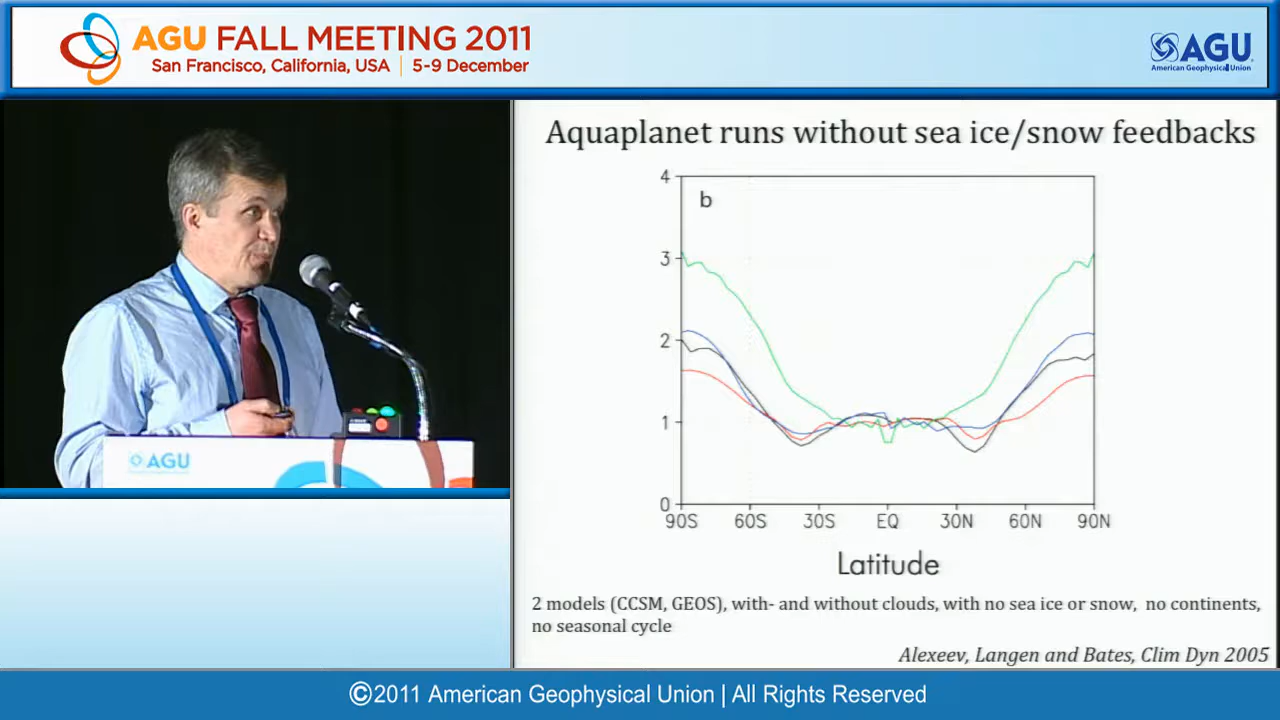 AGU FALL MEETING 2011
San Francisco, California, USA | 5-9 December
AGU
American Geophysical Union
Aquaplanet runs without sea ice/snow feedbacks
b
4
3
2
1
0
90S 60S 30S EQ 30N 60N 90N
Latitude
2 models (CCSM, GEOS), with- and without clouds, with no sea ice or snow, no continents,
no seasonal cycle
Alexeev, Langen and Bates, Clim Dyn 2005
AGU
©2011 American Geophysical Union | All Rights Reserved